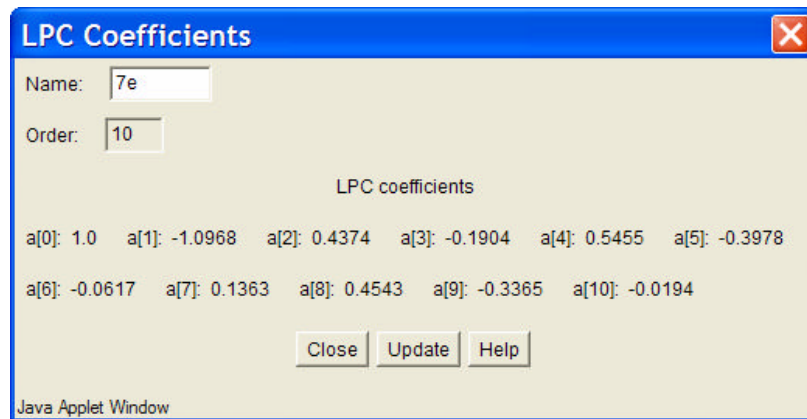 LPC Coefficients
Name: 7e
Order: 10
LPC coefficients
a[0]: 1.0 a[1]: -1.0968 a[2]: 0.4374 a[3]: -0.1904 a[4]: 0.5455 a[5]: -0.3978
a[6]: -0.0617 a[7]: 0.1363 a[8]: 0.4543 a[9]: -0.3365 a[10]: -0.0194
Close Update Help
Java Applet Window